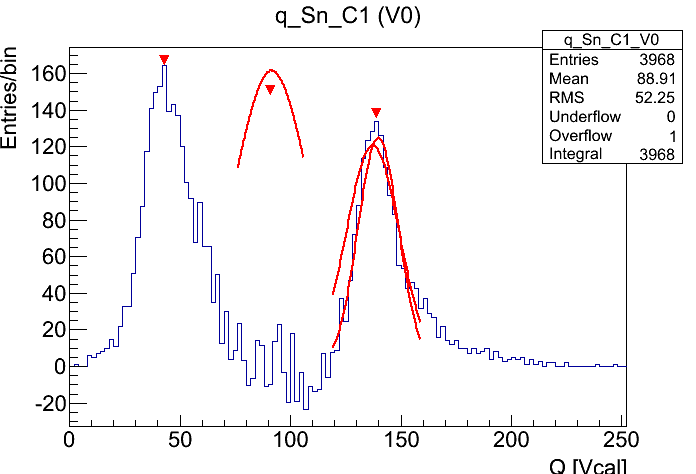 q_Sn_C1 (V0)
q_Sn_C1_V0
Entries 3968
Mean 88.91
RMS 52.25
Underflow 0
Overflow 1
Integral 3968
Entries/bin
160
140
120
100
80
60
40
20
0
-20
0 50 100 150 200 250
Q [Vcal]